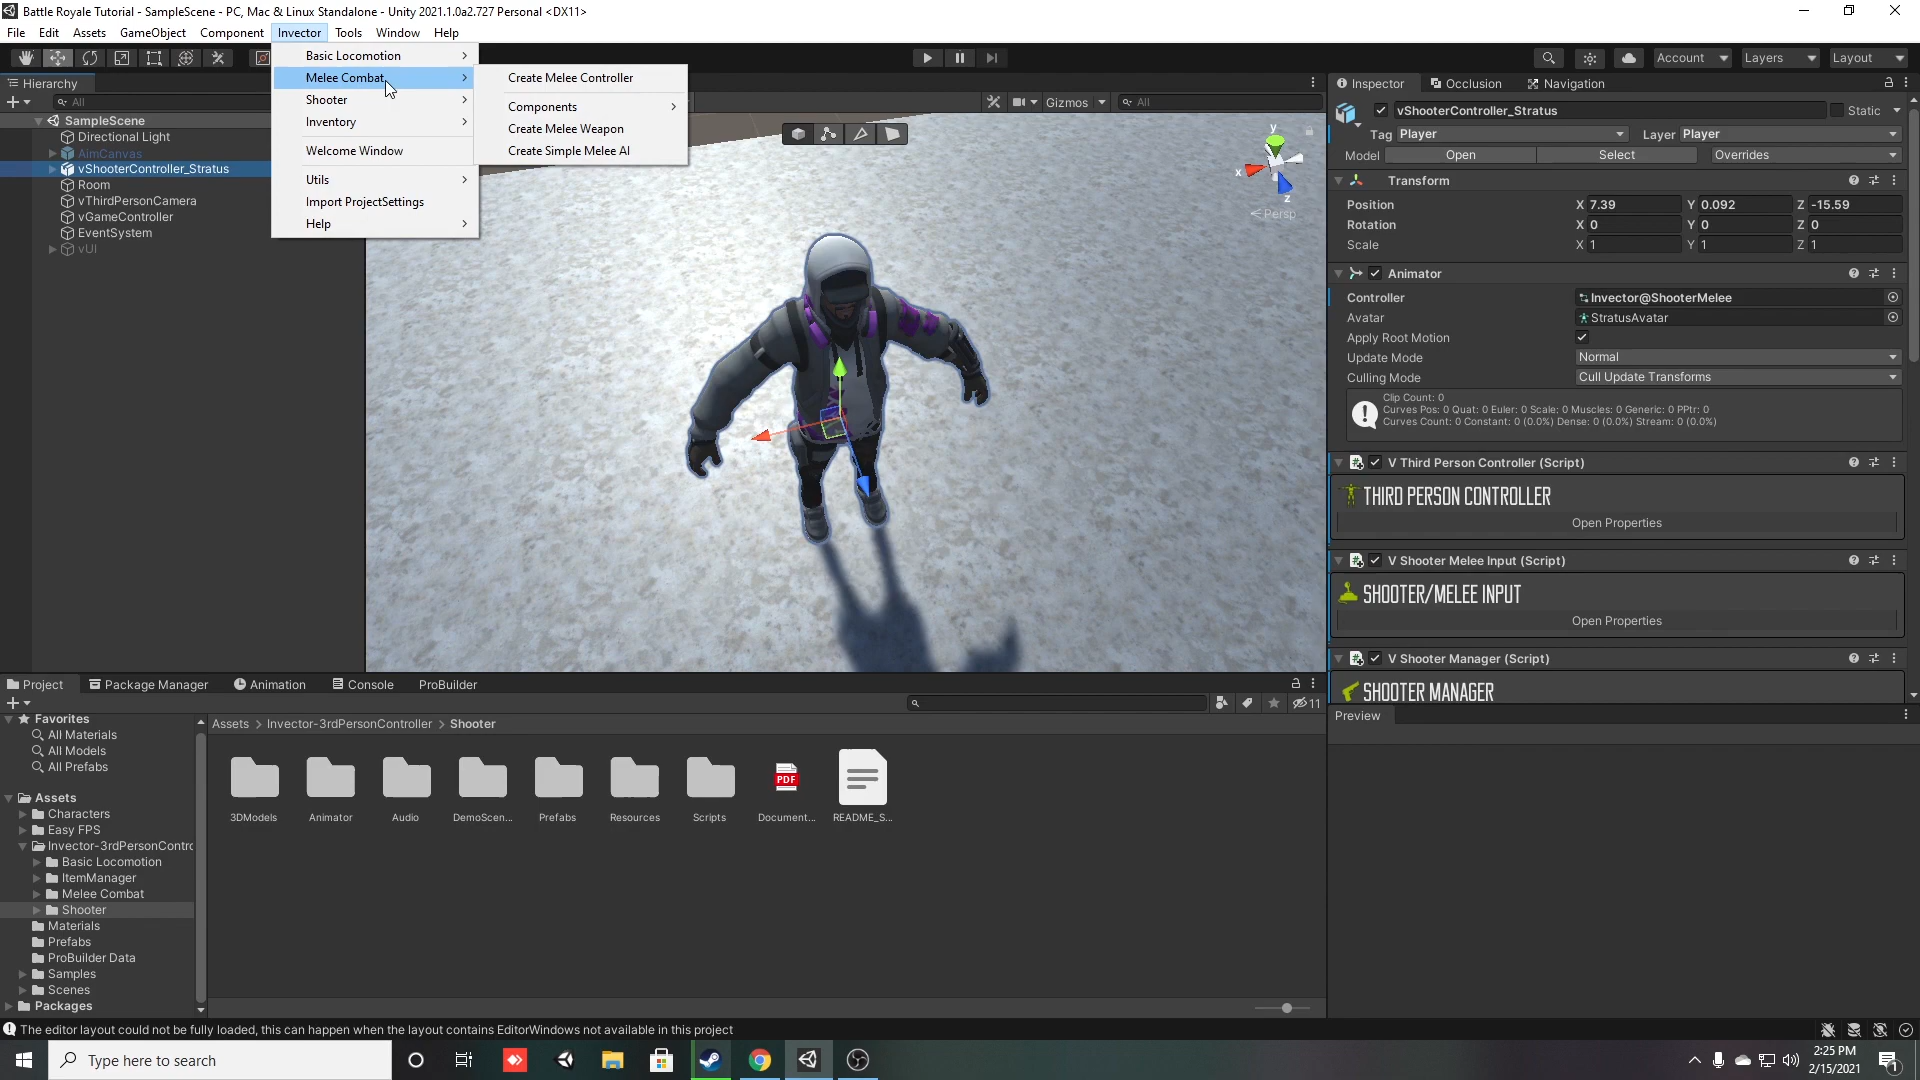 Battle Royale Tutorial - SampleScene - PC, Mac & Linux Standalone - Unity 2021.1.0a2.727 Personal <DX11>
File Edit Assets GameObject Component Invector Tools Window Help
Basic Locomotion
Melee Combat
Shooter
Inventory
Welcome Window
Utils
Import ProjectSettings
Help
Create Melee Controller
Components
Create Melee Weapon
Create Simple Melee AI
Account Layers Layout
Hierarchy
All
SampleScene
Directional Light
AimCanvas
vShooterController_Stratus
Room
vThirdPersonCamera
vGameController
EventSystem
vUI
Gizmos All
y
x
z
Persp
Inspector Occlusion Navigation
vShooterController_Stratus Static
Tag Player Layer Player
Model Open Select Overrides
Transform
Position X 7.39 Y 0.092 Z -15.59
Rotation X 0 Y 0 Z 0
Scale X 1 Y 1 Z 1
Animator
Controller Invector@ShooterMelee
Avatar StratusAvatar
Apply Root Motion
Update Mode Normal
Culling Mode Cull Update Transforms
Clip Count: 0
Curves Pos: 0 Quat: 0 Euler: 0 Scale: 0 Muscles: 0 Generic: 0 PPtr: 0
Curves Count: 0 Constant: 0 (0.0%) Dense: 0 (0.0%) Stream: 0 (0.0%)
V Third Person Controller (Script)
THIRD PERSON CONTROLLER
Open Properties
V Shooter Melee Input (Script)
SHOOTER/MELEE INPUT
Open Properties
V Shooter Manager (Script)
SHOOTER MANAGER
Preview
Project Package Manager Animation Console ProBuilder
11
Favorites
All Materials
All Models
All Prefabs
Assets
Characters
Easy FPS
Invector-3rdPersonContro
Basic Locomotion
ItemManager
Melee Combat
Shooter
Materials
Prefabs
ProBuilder Data
Samples
Scenes
Packages
Assets > Invector-3rdPersonController > Shooter
PDF
3DModels Animator Audio DemoScen... Prefabs Resources Scripts Document... README_S...
The editor layout could not be fully loaded, this can happen when the layout contains EditorWindows not available in this project
Type here to search
2:25 PM
2/15/2021
1